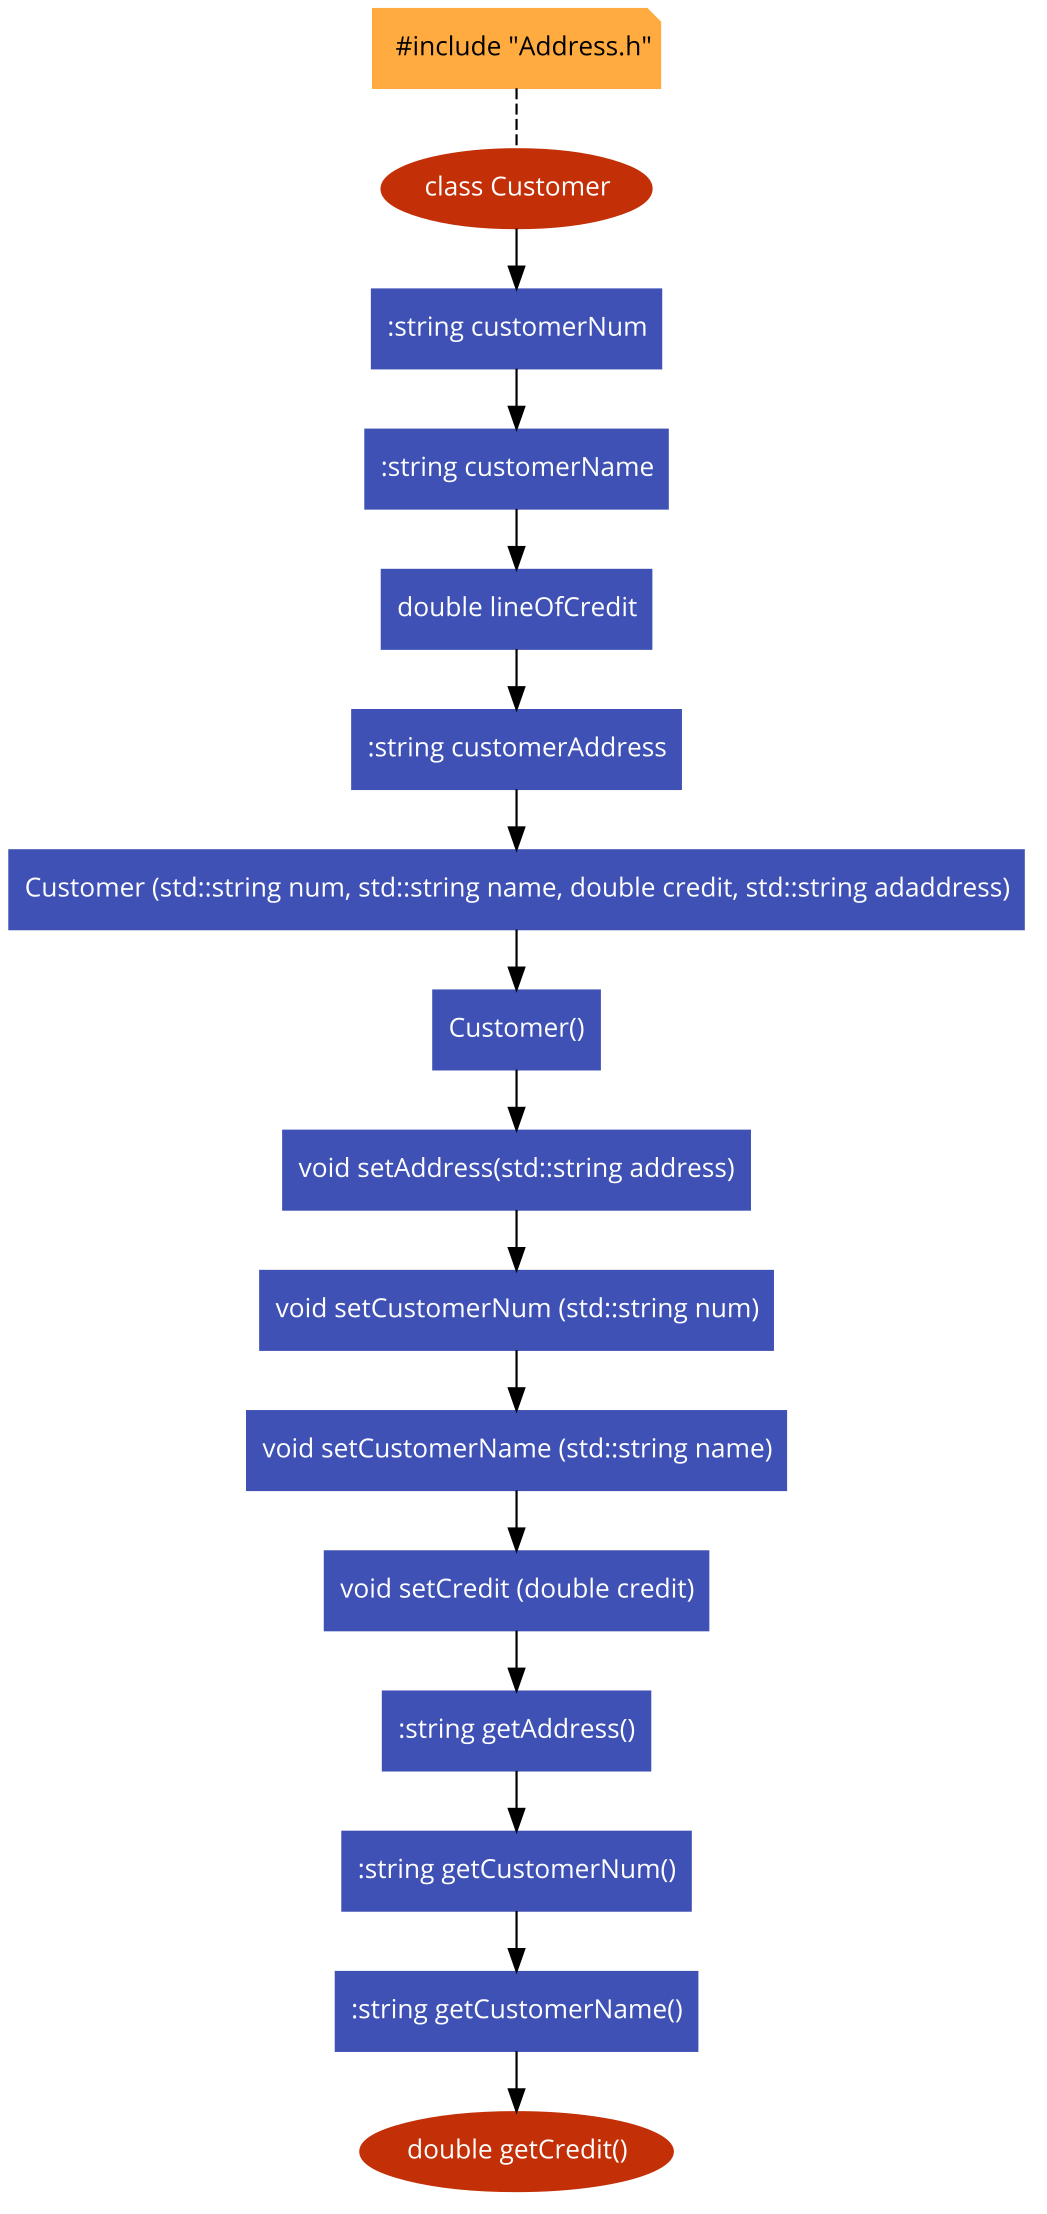 #include "Address.h"
class Customer
:string customerNum
:string customerName
double lineOfCredit
:string customerAddress
Customer (std::string num, std::string name, double credit, std::string adaddress)
Customer()
void setAddress(std::string address)
void setCustomerNum (std::string num)
void setCustomerName (std::string name)
void setCredit (double credit)
:string getAddress()
:string getCustomerNum()
:string getCustomerName()
double getCredit()